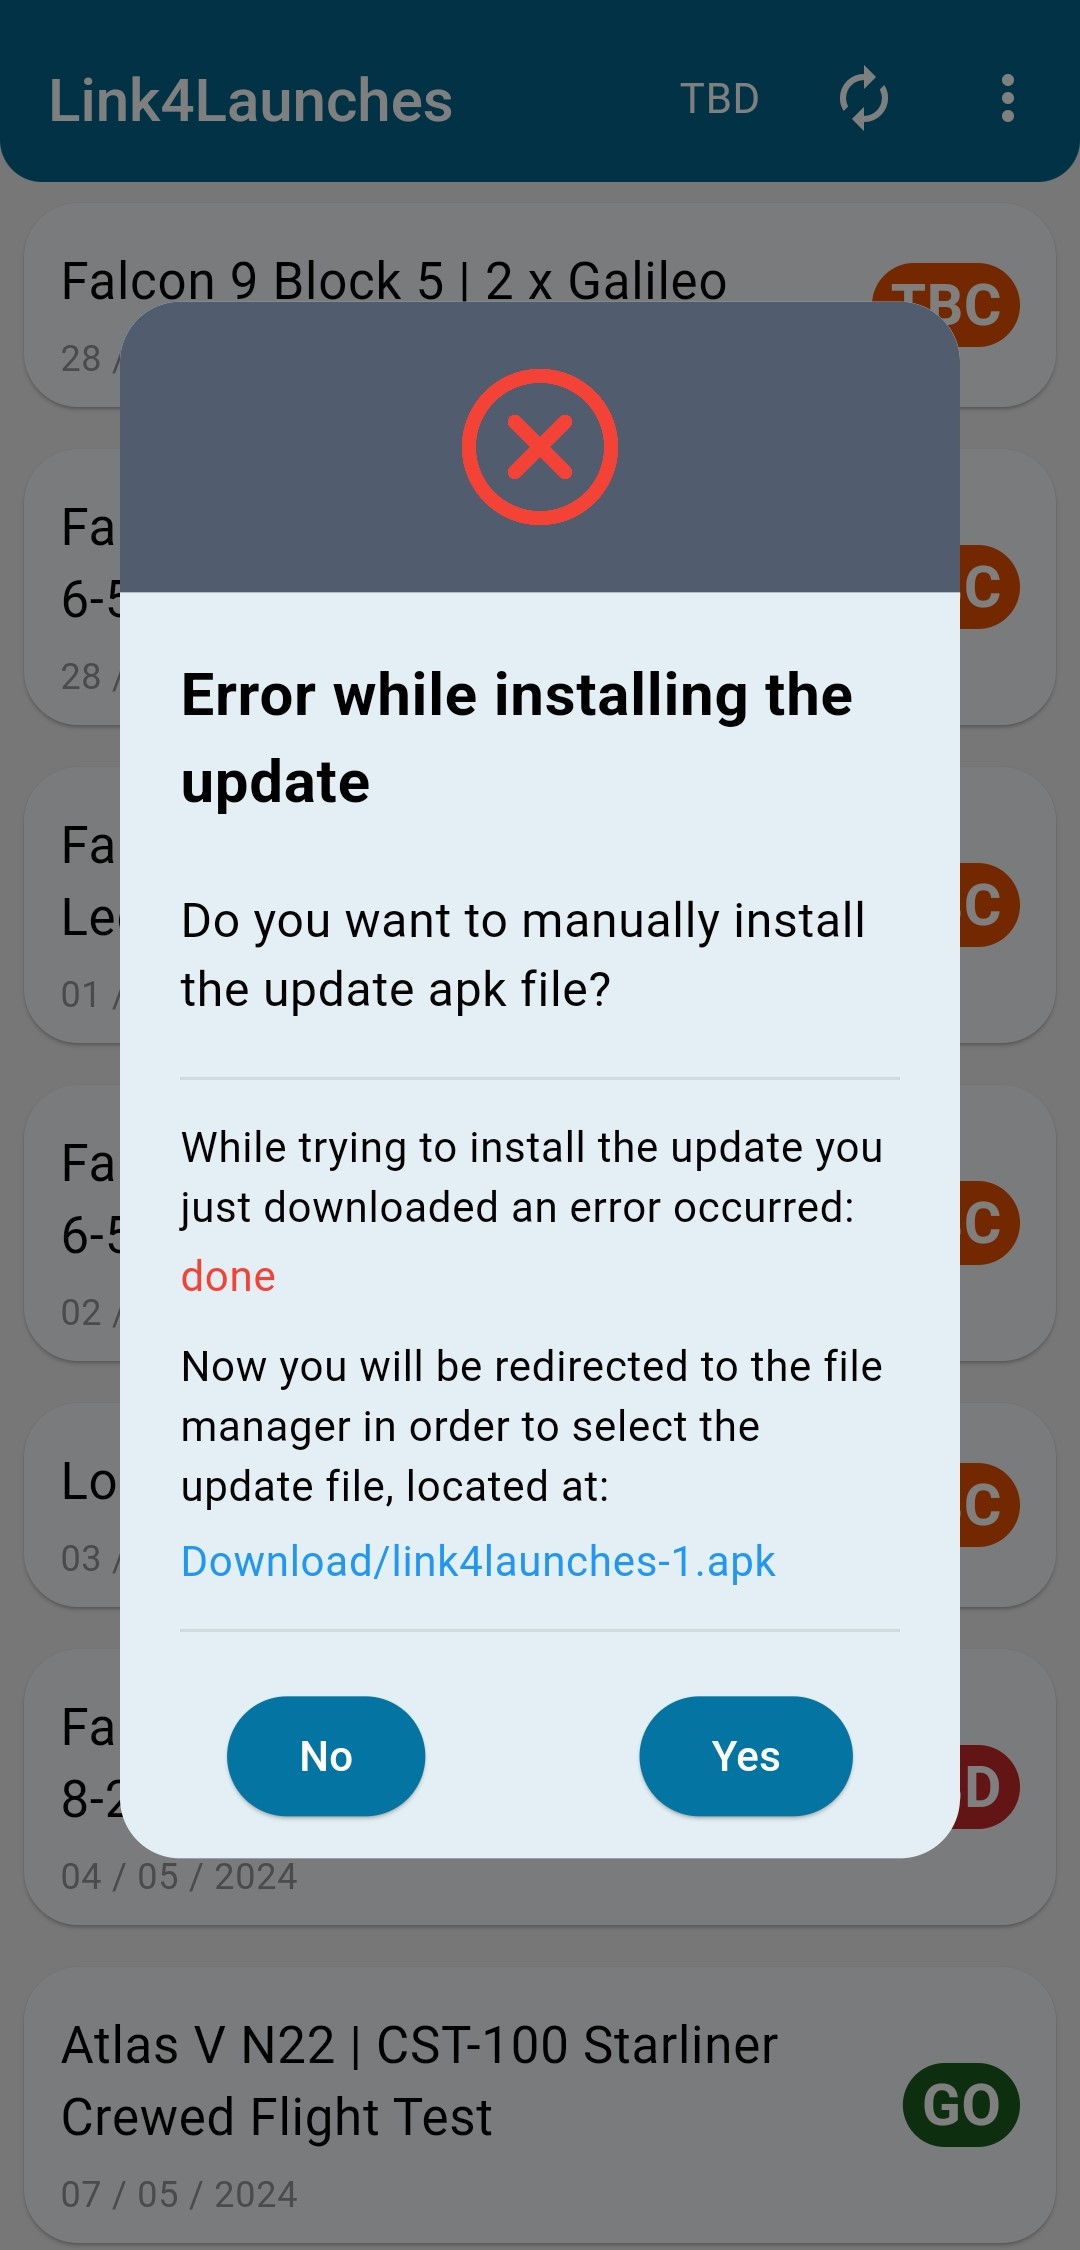 Link4Launches TBD
Falcon 9 Block 5 | 2 x Galileo
28 /
Error while installing the
update
Do you want to manually install
the update apk file?
While trying to install the update you
just downloaded an error occurred:
done
Now you will be redirected to the file
manager in order to select the
update file, located at:
Download/link4launches-1.apk
No Yes
04 / 05 / 2024
Atlas V N22 | CST-100 Starliner
Crewed Flight Test
GO
07 / 05 / 2024